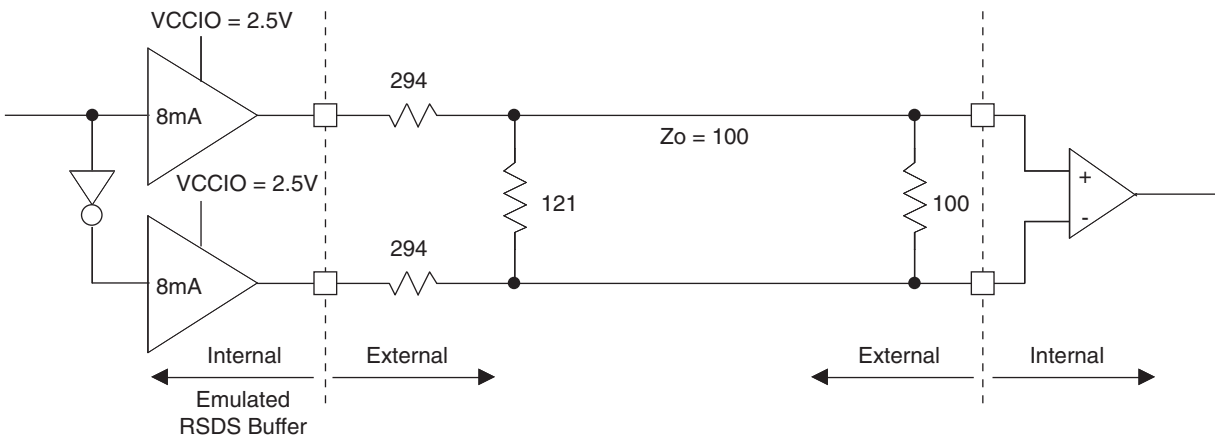 VCCIO = 2.5V
294
8mA
Zo = 100
VCCIO = 2.5V
121
100
+
-
294
8mA
Internal
External
External
Internal
Emulated
RSDS Buffer